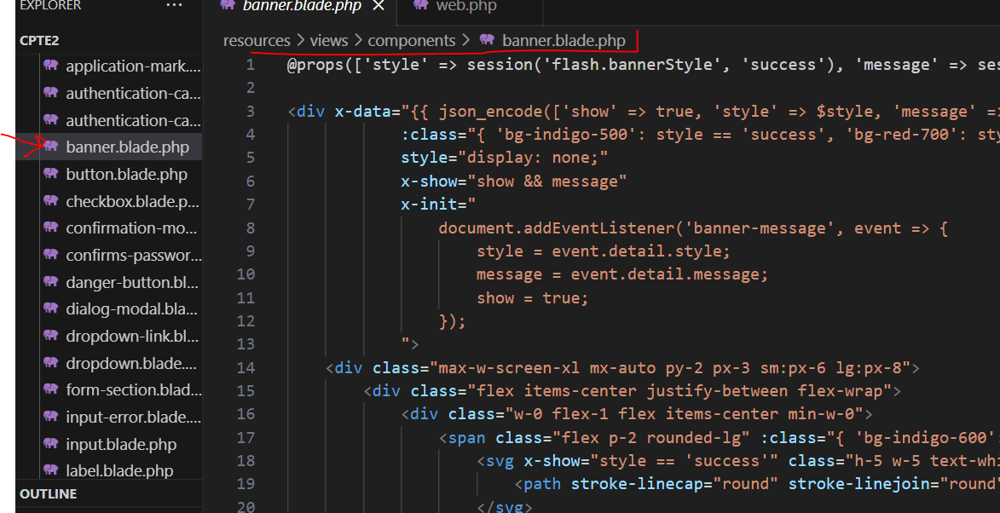 EXPLORER ...
banner.blade.php
web.php
CPTE2
application-mark....
authentication-ca...
authentication-ca...
banner.blade.php
button.blade.php
checkbox.blade.p...
confirmation-mo...
confirms-passwor...
danger-button.bl...
dialog-modal.bla...
dropdown-link.bl...
dropdown.blade....
form-section.blad...
input-error.blade....
input.blade.php
label.blade.php
OUTLINE
resources > views > components > banner.blade.php
1 @props(['style' => session('flash.bannerStyle', 'success'), 'message' => ses
2
3 <div x-data="{{ json_encode(['show' => true, 'style' => $style, 'message' =>
4 :class="{ 'bg-indigo-500': style == 'success', 'bg-red-700': sty
5 style="display: none;"
6 x-show="show && message"
7 x-init="
8 document.addEventListener('banner-message', event => {
9 style = event.detail.style;
10 message = event.detail.message;
11 show = true;
12 });
13 ">
14 <div class="max-w-screen-xl mx-auto py-2 px-3 sm:px-6 lg:px-8">
15 <div class="flex items-center justify-between flex-wrap">
16 <div class="w-0 flex-1 flex items-center min-w-0">
17 <span class="flex p-2 rounded-lg" :class="{ 'bg-indigo-600':
18 <svg x-show="style == 'success'" class="h-5 w-5 text-whi
19 <path stroke-linecap="round" stroke-linejoin="round"
20 </svg>